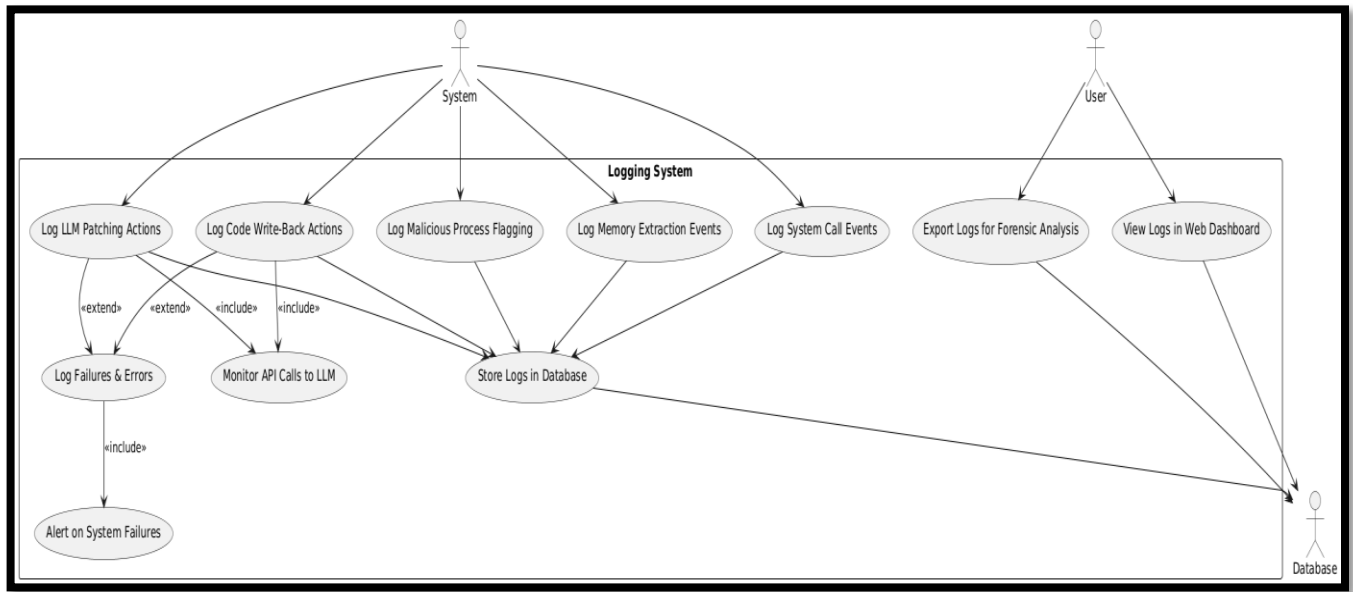 System
User
Logging System
Log LLM Patching Actions
Log Code Write-Back Actions
Log Malicious Process Flagging
Log Memory Extraction Events
Log System Call Events
Export Logs for Forensic Analysis
View Logs in Web Dashboard
«extend»
«extend»
«include»
«include»
Log Failures & Errors
Monitor API Calls to LLM
Store Logs in Database
«include»
Alert on System Failures
Database